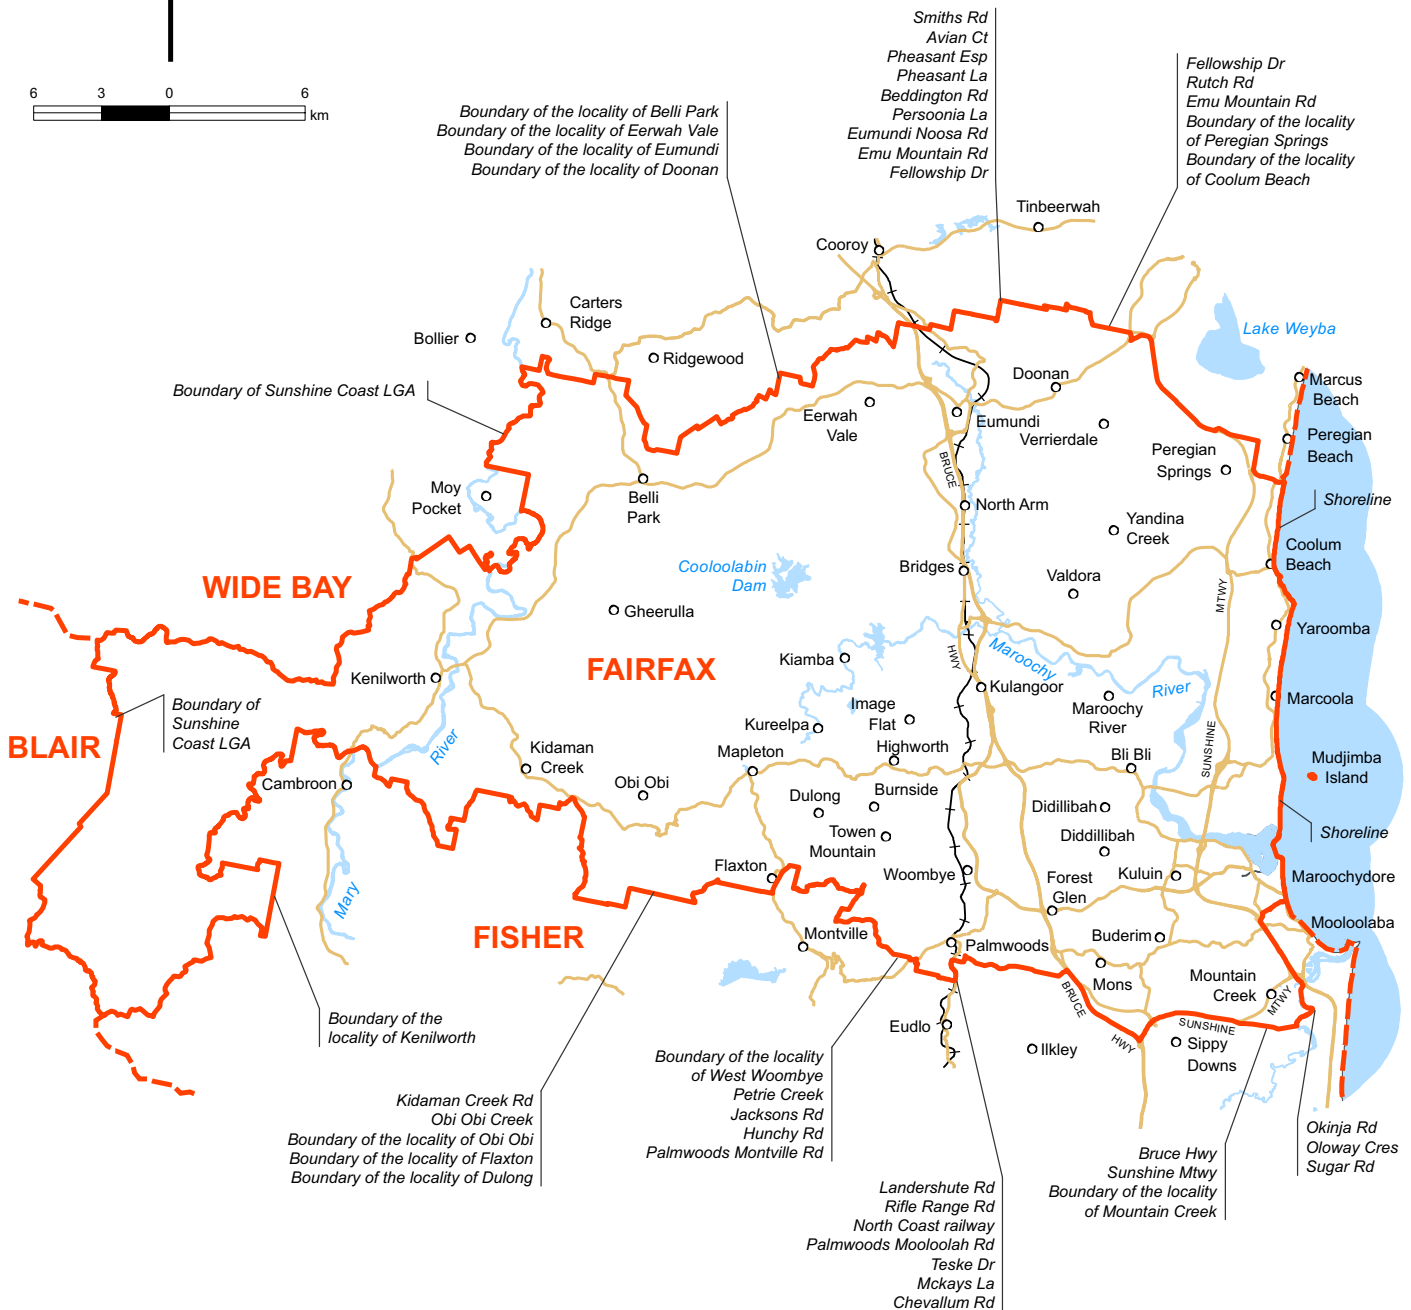 6 3 0 6
km
Smiths Rd
Avian Ct
Pheasant Esp
Pheasant La
Beddington Rd
Persoonia La
Eumundi Noosa Rd
Emu Mountain Rd
Fellowship Dr
Fellowship Dr
Rutch Rd
Emu Mountain Rd
Boundary of the locality
of Peregian Springs
Boundary of the locality
of Coolum Beach
Boundary of the locality of Belli Park
Boundary of the locality of Eerwah Vale
Boundary of the locality of Eumundi
Boundary of the locality of Doonan
Tinbeerwah
Cooroy
Carters
Ridge
Bollier
Ridgewood
Lake Weyba
Boundary of Sunshine Coast LGA
Doonan
Marcus
Beach
Eerwah
Vale
Eumundi
Verrierdale
Peregian
Beach
Peregian
Springs
BRUCE
Moy
Pocket
Belli
Park
North Arm
Shoreline
Yandina
Creek
Coolum
Beach
Cooloolabin
Dam
Bridges
Valdora
MTWY
WIDE BAY
Gheerulla
Yaroomba
Kiamba
HWY
Maroochy
River
FAIRFAX
Kenilworth
Kulangoor
Maroochy
River
Marcoola
Boundary of
Sunshine
Coast LGA
Image
Flat
Kureelpa
BLAIR
River
Kidaman
Creek
Mapleton
Highworth
Bli Bli
SUNSHINE
Mudjimba
Island
Cambroon
Obi Obi
Dulong
Burnside
Didillibah
Towen
Mountain
Diddillibah
Shoreline
Flaxton
Woombye
Forest
Glen
Kuluin
Maroochydore
Mary
FISHER
Montville
Palmwoods
Buderim
Mooloolaba
Mons
Mountain
Creek
MTWY
BRUCE
HWY
SUNSHINE
Boundary of the
locality of Kenilworth
Eudlo
Ilkley
Sippy
Downs
Boundary of the locality
of West Woombye
Petrie Creek
Jacksons Rd
Hunchy Rd
Palmwoods Montville Rd
Kidaman Creek Rd
Obi Obi Creek
Boundary of the locality of Obi Obi
Boundary of the locality of Flaxton
Boundary of the locality of Dulong
Okinja Rd
Oloway Cres
Sugar Rd
Bruce Hwy
Sunshine Mtwy
Boundary of the locality
of Mountain Creek
Landershute Rd
Rifle Range Rd
North Coast railway
Palmwoods Mooloolah Rd
Teske Dr
Mckays La
Chevallum Rd